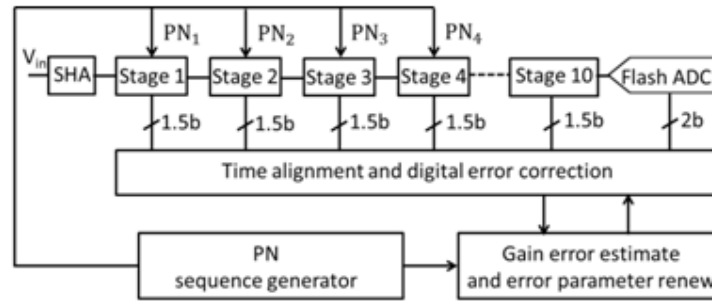 PN₁ PN₂ PN₃ PN₄
Vin SHA Stage 1 Stage 2 Stage 3 Stage 4 Stage 10 Flash ADC
1.5b 1.5b 1.5b 1.5b 1.5b 2b
Time alignment and digital error correction
PN
sequence generator
Gain error estimate
and error parameter renew